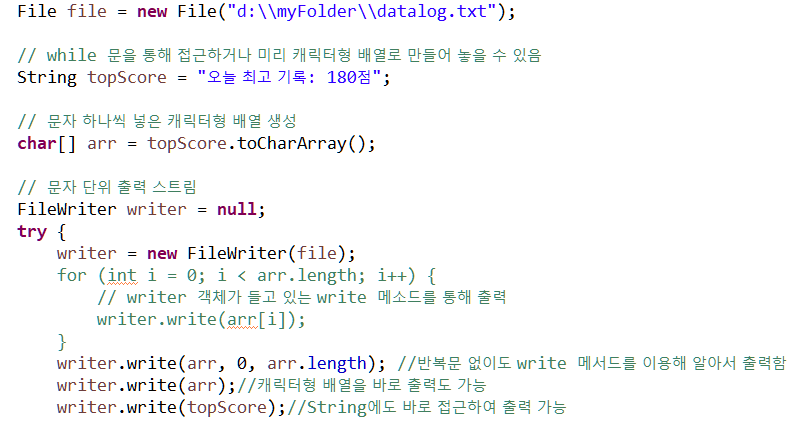 File file = new File("d:\\myFolder\\datalog.txt");
// while 문을 통해 접근하거나 미리 캐릭터형 배열로 만들어 놓을 수 있음
String topScore = "오늘 최고 기록: 180점";
// 문자 하나씩 넣은 캐릭터형 배열 생성
char[] arr = topScore.toCharArray();
// 문자 단위 출력 스트림
FileWriter writer = null;
try {
writer = new FileWriter(file);
for (int i = 0; i < arr.length; i++) {
// writer 객체가 들고 있는 write 메소드를 통해 출력
writer.write(arr[i]);
}
writer.write(arr, 0, arr.length); //반복문 없이도 write 메서드를 이용해 알아서 출력함
writer.write(arr);//캐릭터형 배열을 바로 출력도 가능
writer.write(topScore);//String에도 바로 접근하여 출력 가능